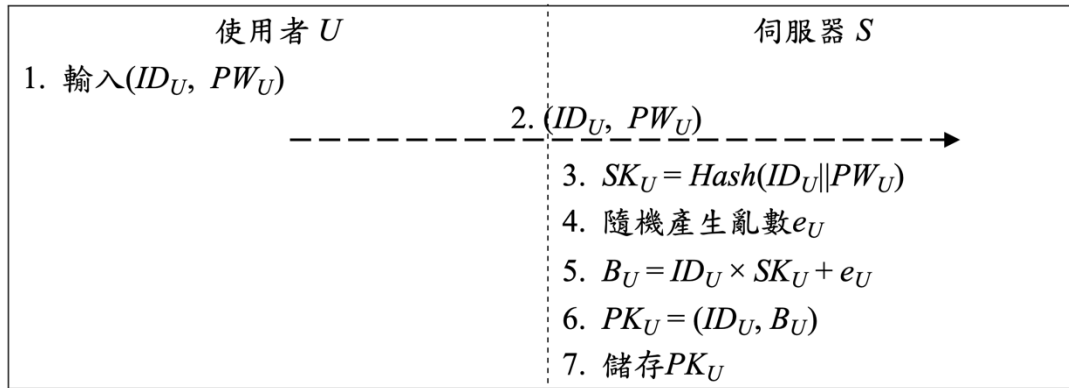 使用者 U
伺服器 S
1. 輸入(ID_U, PW_U)
2. (ID_U, PW_U)
3. SK_U = Hash(ID_U||PW_U)
4. 隨機產生亂數e_U
5. B_U = ID_U × SK_U + e_U
6. PK_U = (ID_U, B_U)
7. 儲存PK_U